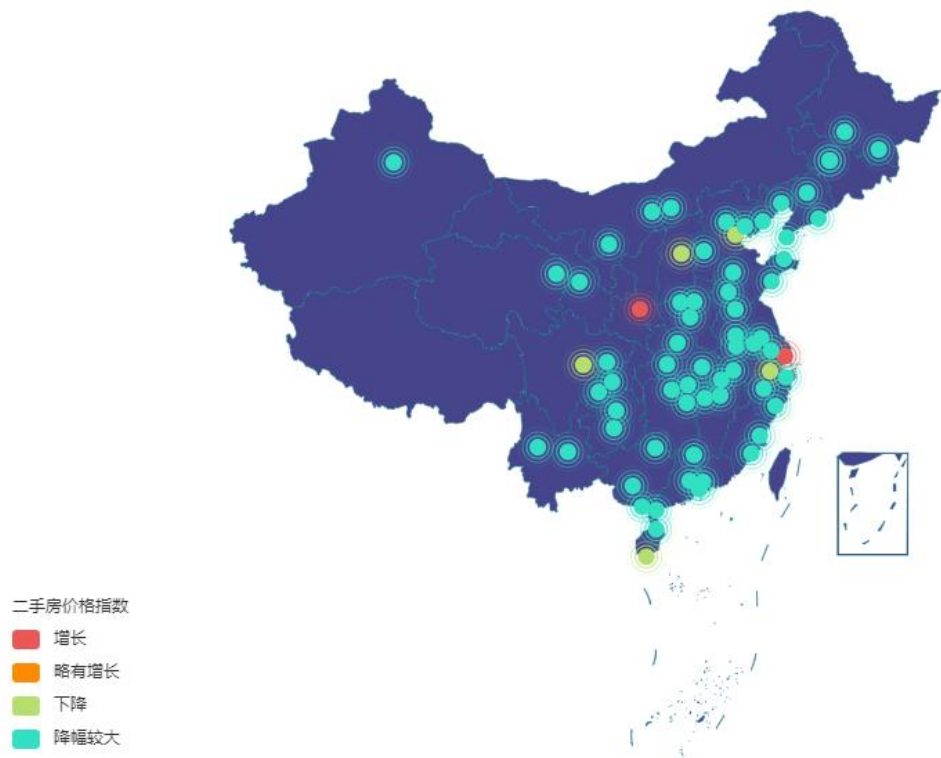 二手房价格指数
增长
略有增长
下降
降幅较大